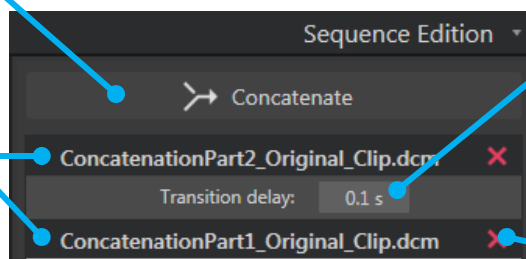 Sequence Edition
Concatenate
ConcatenationPart2_Original_Clip.dcm
Transition delay: 0.1 s
ConcatenationPart1_Original_Clip.dcm